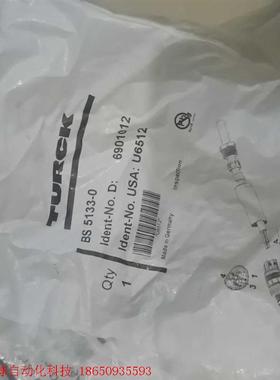 TURCK
BS 5133-0
Ident-No. D: 6901012
Ident-No. USA: U6512
Qty 1
Made in Germany
自动化科技 18650935593